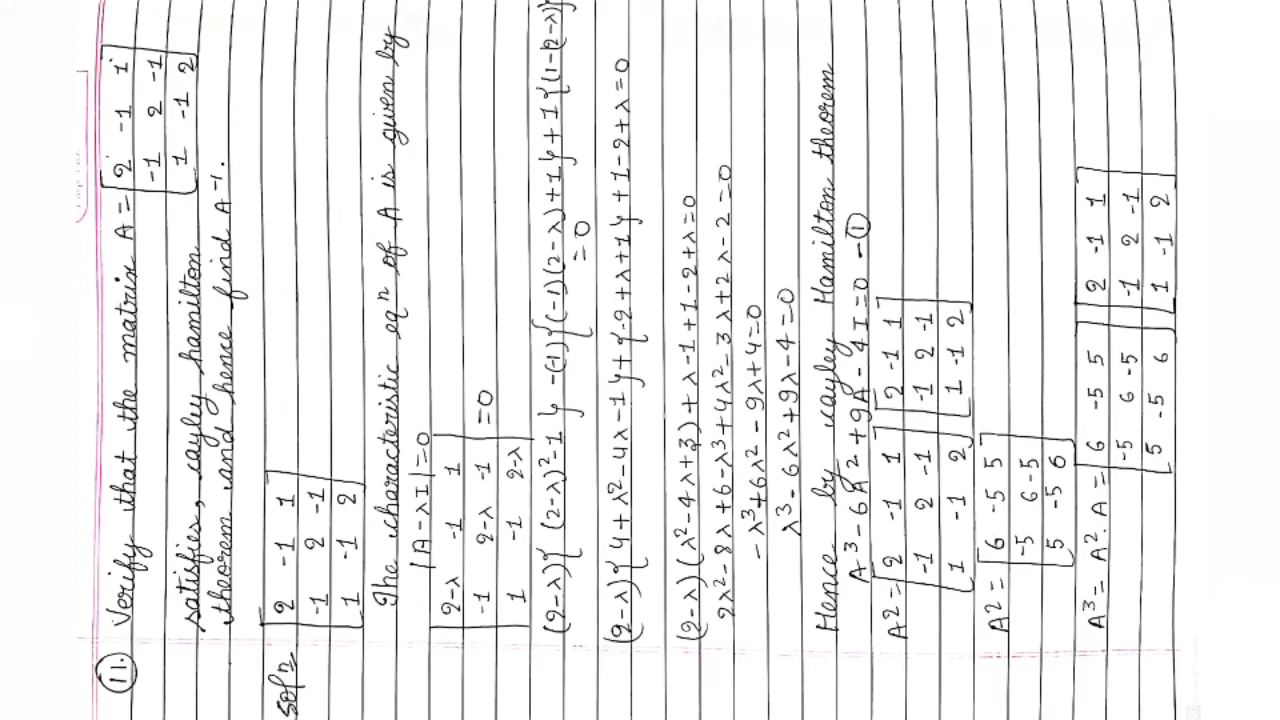 11. Verify that the matrix A = [2 -1 1
-1 2 -1
1 -1 2]
satisfies, cayley hamilton
theorem and hence find A⁻¹.
Solⁿ [2 -1 1
-1 2 -1
1 -1 2]
The characteristic eqⁿ of A is given by
|A-λI|=0
|2-λ -1 1
-1 2-λ -1
1 -1 2-λ| =0
(2-λ){(2-λ)²-1} -(-1){(-1)(2-λ)+1}+1{(1-(2-λ)}
=0
(2-λ){4+λ²-4λ-1}+{-2+λ+1}+1-2+λ=0
(2-λ)(λ²-4λ+3)+λ-1+1-2+λ=0
2λ²-8λ+6-λ³+4λ²-3λ+2λ-2=0
-λ³+6λ²-9λ+4=0
λ³-6λ²+9λ-4=0
Hence by cayley Hamilton theorem
A³-6A²+9A-4I=0 -①
A²= [2 -1 1
-1 2 -1
1 -1 2] [2 -1 1
-1 2 -1
1 -1 2]
A²= [6 -5 5
-5 6 -5
5 -5 6]
A³= A².A = [6 -5 5
-5 6 -5
5 -5 6] [2 -1 1
-1 2 -1
1 -1 2]